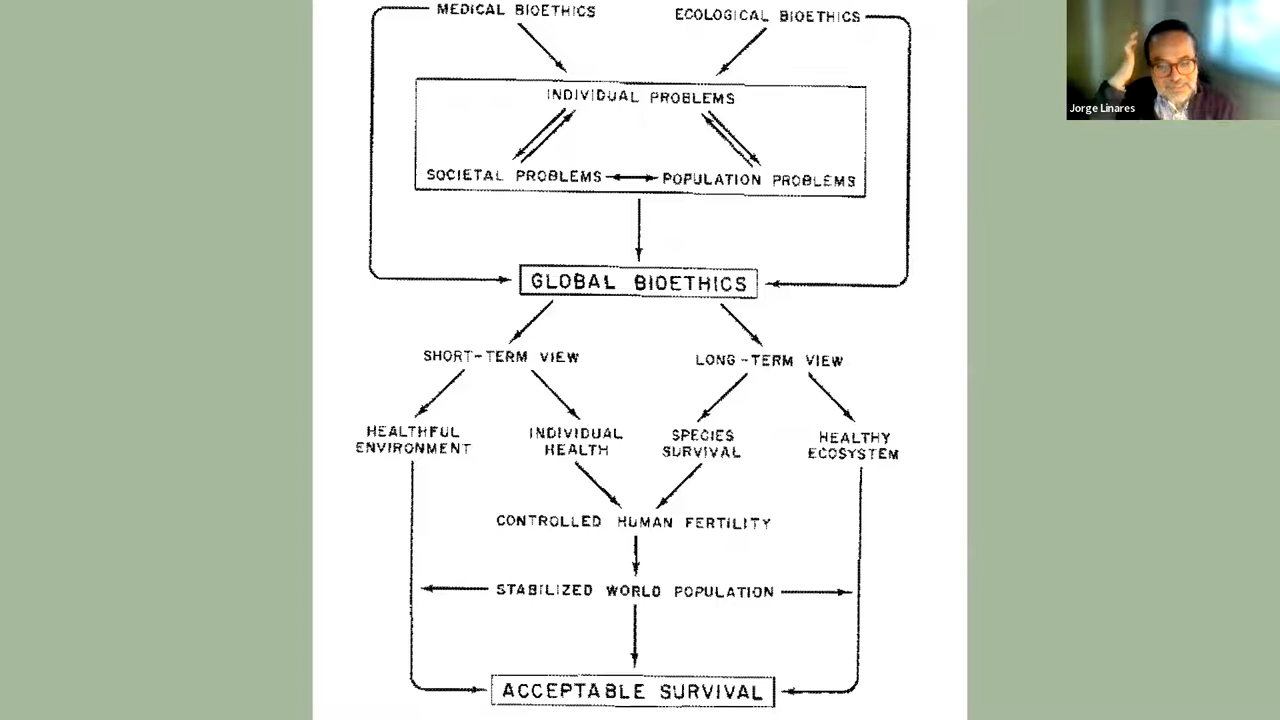 MEDICAL BIOETHICS
ECOLOGICAL BIOETHICS
Jorge Linares
INDIVIDUAL PROBLEMS
SOCIETAL PROBLEMS
POPULATION PROBLEMS
GLOBAL BIOETHICS
SHORT-TERM VIEW
LONG-TERM VIEW
HEALTHFUL
ENVIRONMENT
INDIVIDUAL
HEALTH
SPECIES
SURVIVAL
HEALTHY
ECOSYSTEM
CONTROLLED HUMAN FERTILITY
STABILIZED WORLD POPULATION
ACCEPTABLE SURVIVAL